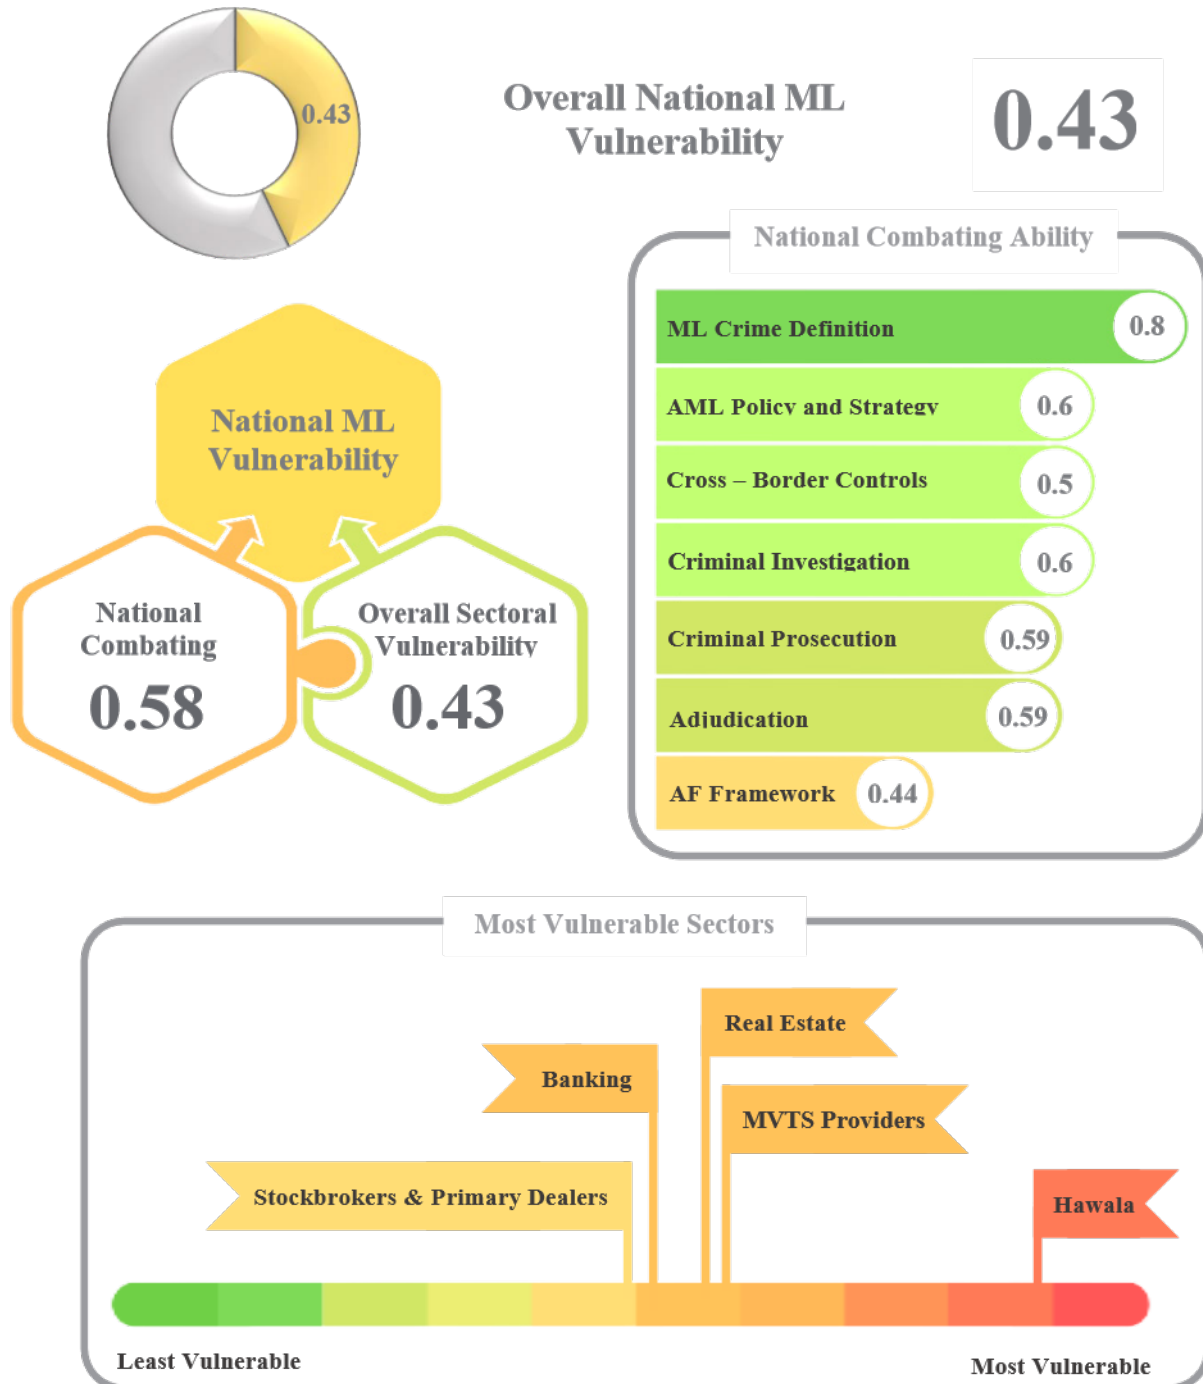 0.43
Overall National ML
Vulnerability
0.43
National Combating Ability
ML Crime Definition
0.8
AML Policy and Strategy
0.6
Cross – Border Controls
0.5
Criminal Investigation
0.6
Criminal Prosecution
0.59
Adjudication
0.59
AF Framework
0.44
National ML
Vulnerability
National
Combating
0.58
Overall Sectoral
Vulnerability
0.43
Most Vulnerable Sectors
Real Estate
Banking
MVTS Providers
Stockbrokers & Primary Dealers
Hawala
Least Vulnerable
Most Vulnerable